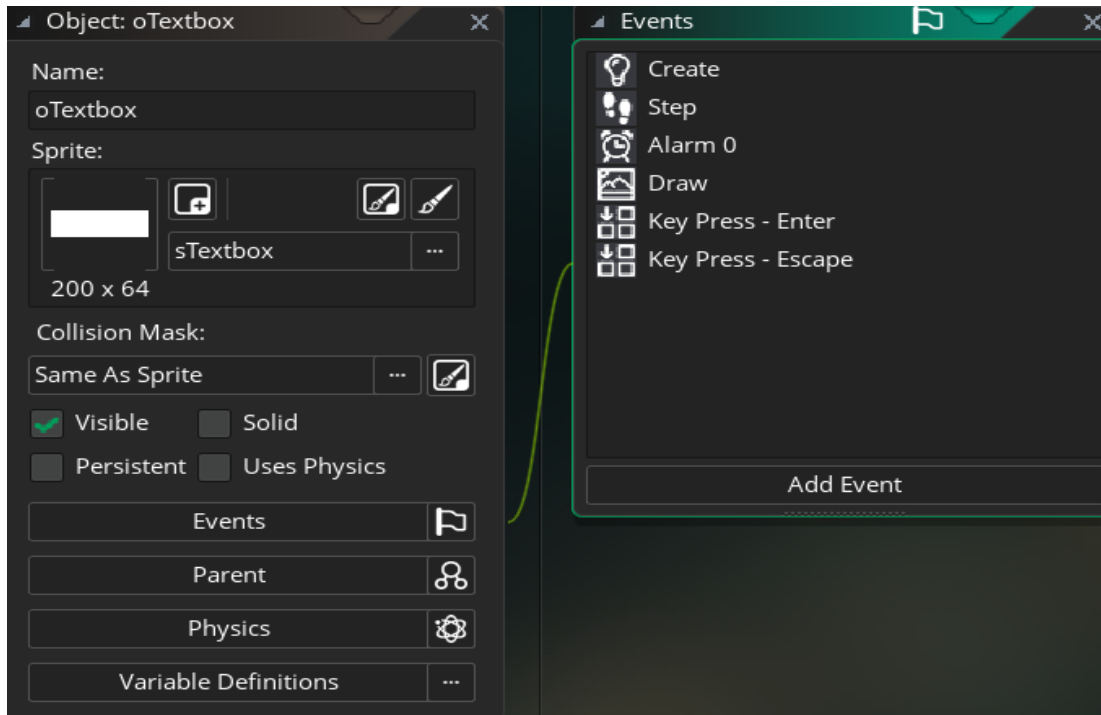 Object: oTextbox
Name:
oTextbox
Sprite:
sTextbox
200 x 64
Collision Mask:
Same As Sprite
Visible
Solid
Persistent
Uses Physics
Events
Parent
Physics
Variable Definitions
Events
Create
Step
Alarm 0
Draw
Key Press - Enter
Key Press - Escape
Add Event